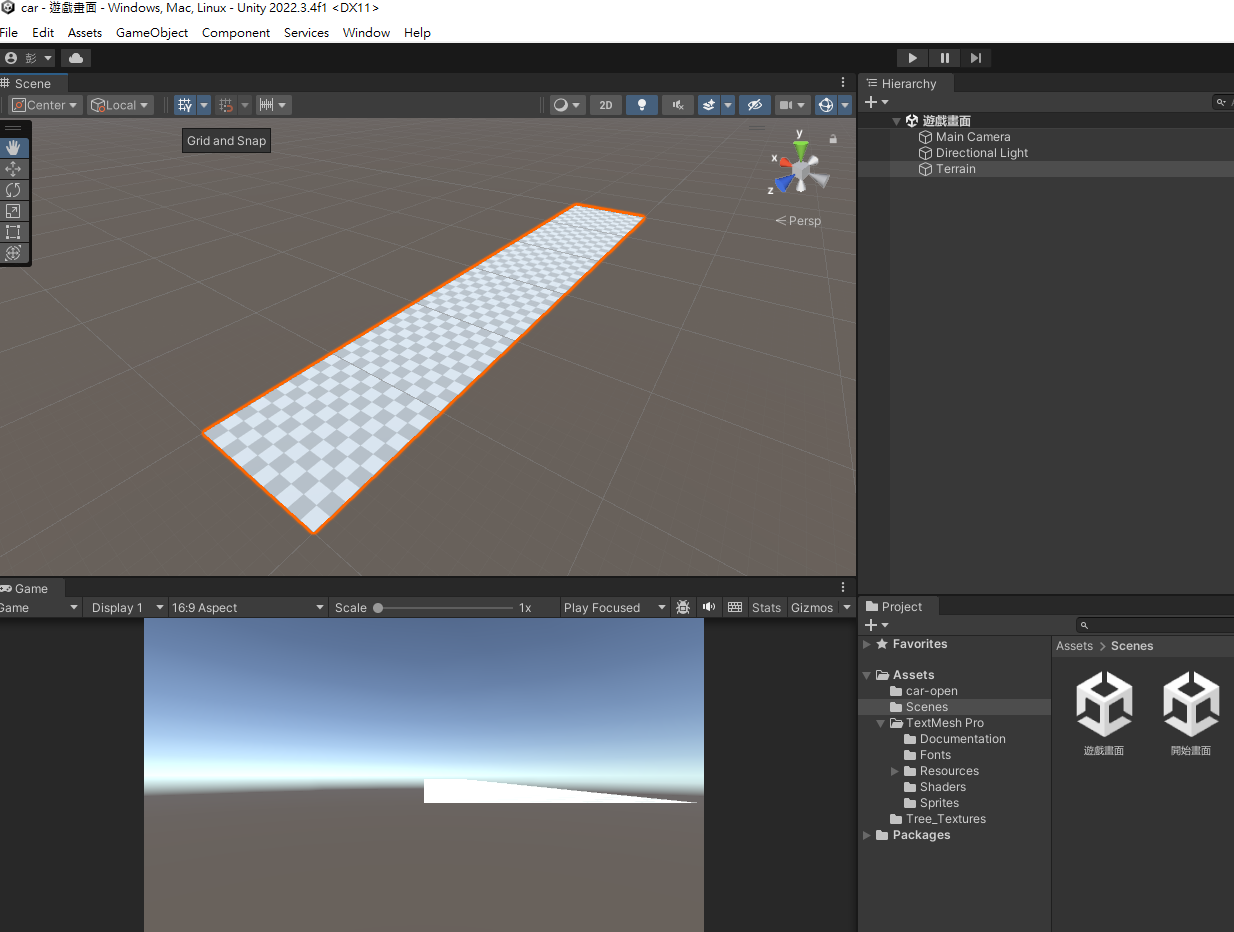 car - 遊戲畫面 - Windows, Mac, Linux - Unity 2022.3.4f1 <DX11>
File Edit Assets GameObject Component Services Window Help
彭
Scene
Center Local 2D
Grid and Snap
y
x
z
Persp
Hierarchy
遊戲畫面
Main Camera
Directional Light
Terrain
Game
Game Display 1 16:9 Aspect Scale 1x Play Focused Stats Gizmos
Project
Favorites
Assets
car-open
Scenes
TextMesh Pro
Documentation
Fonts
Resources
Shaders
Sprites
Tree_Textures
Packages
Assets > Scenes
遊戲畫面 開始畫面